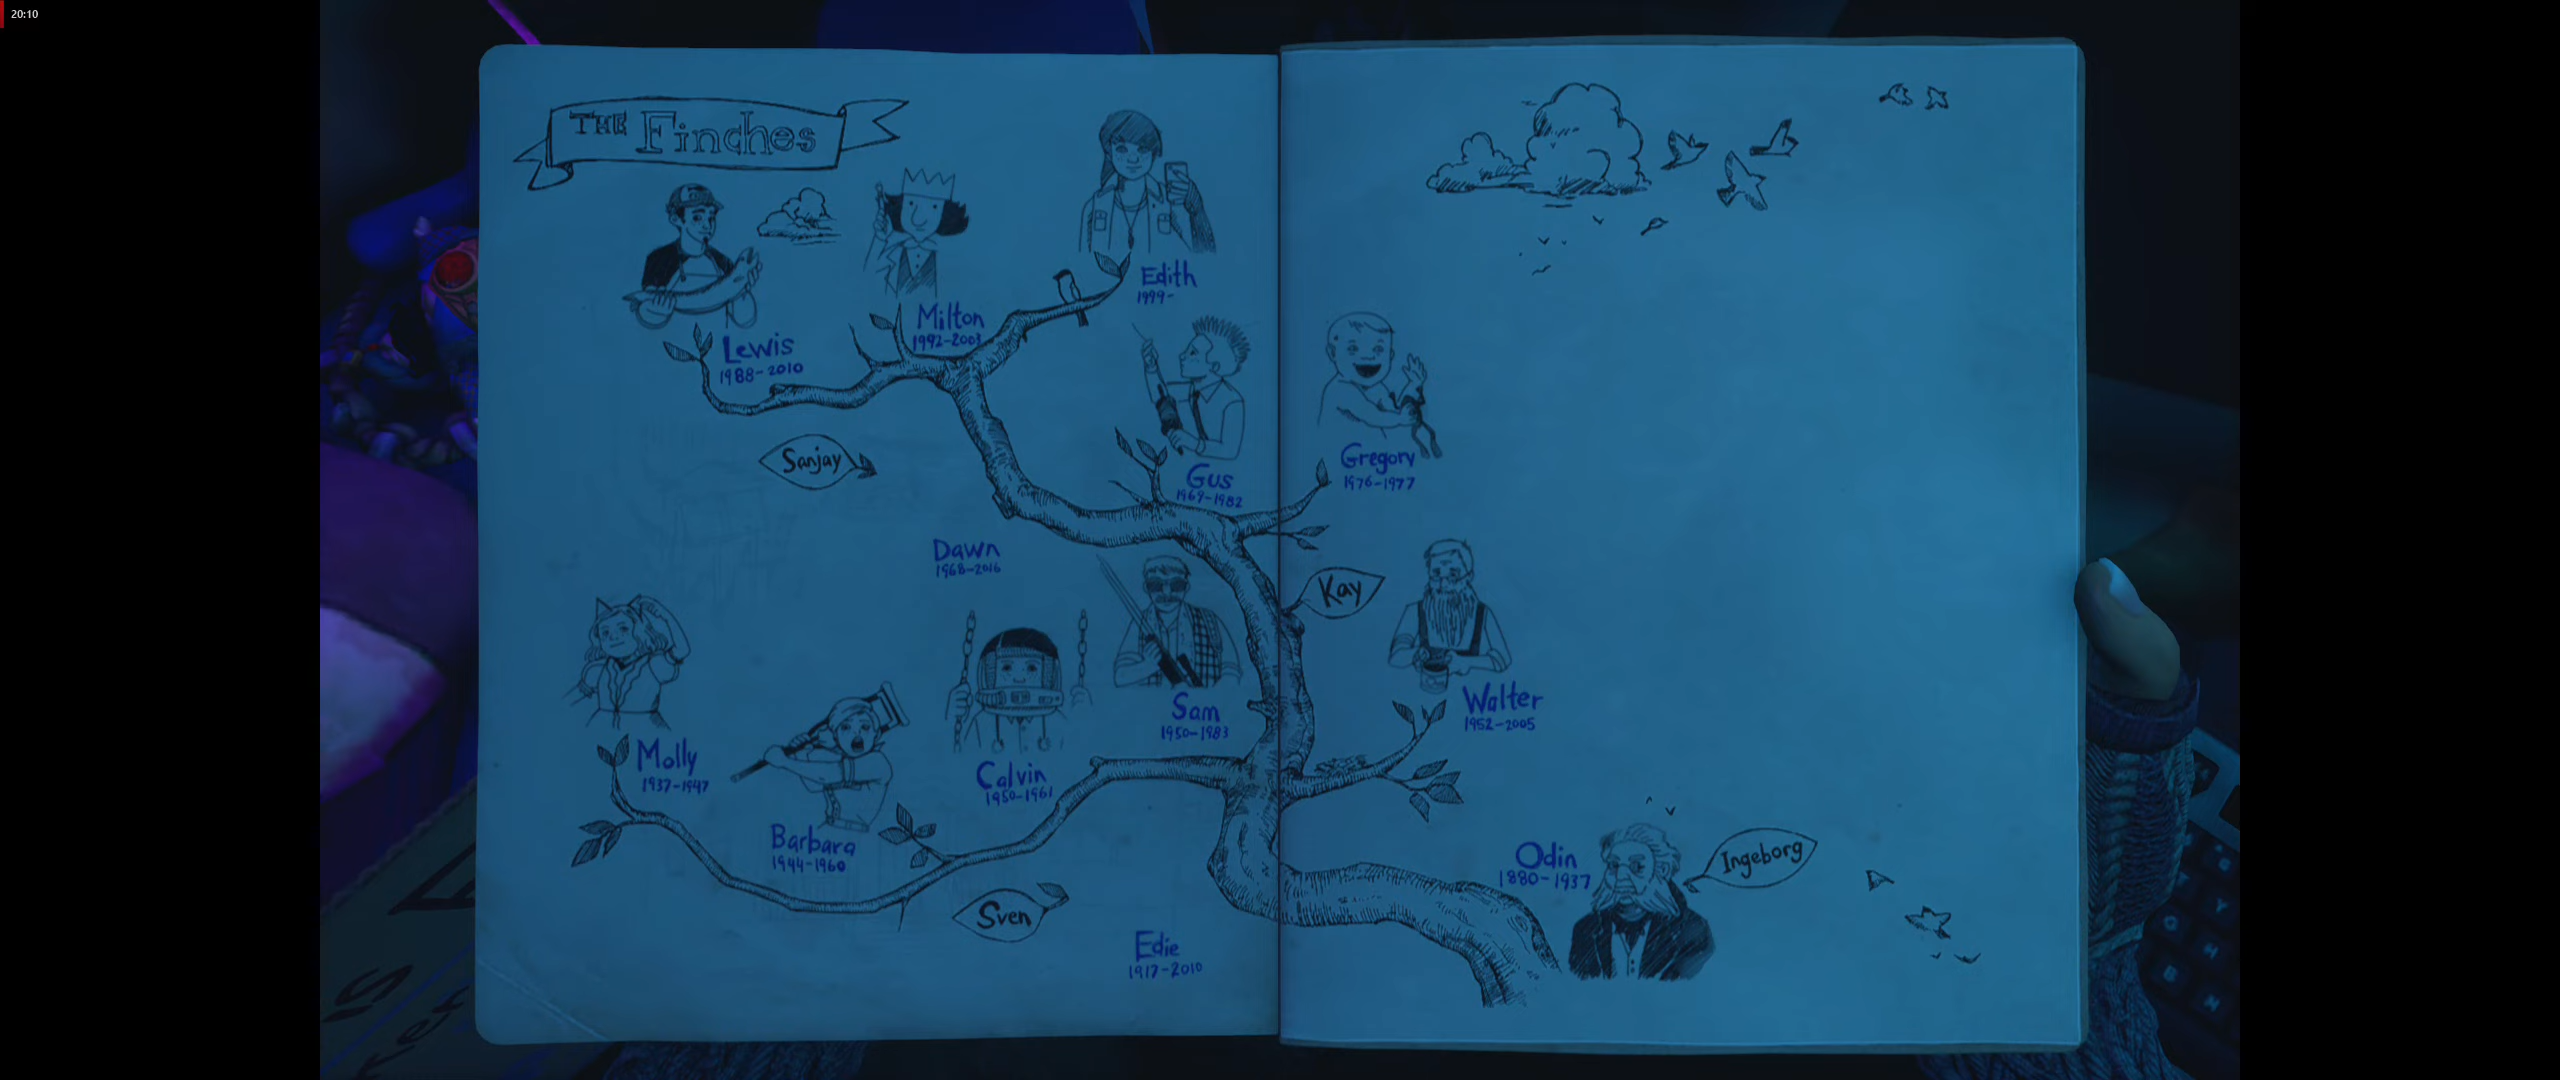 20:10
THE Finches
Edith
1999-
Milton
1992-2003
Lewis
1988-2010
Sanjay
Gus
1969-1982
Gregory
1976-1977
Dawn
1968-2016
Kay
Sam
1950-1983
Walter
1952-2005
Molly
1937-1947
Calvin
1950-1961
Barbara
1944-1960
Sven
Edie
1917-2010
Odin
1880-1937
Ingeborg